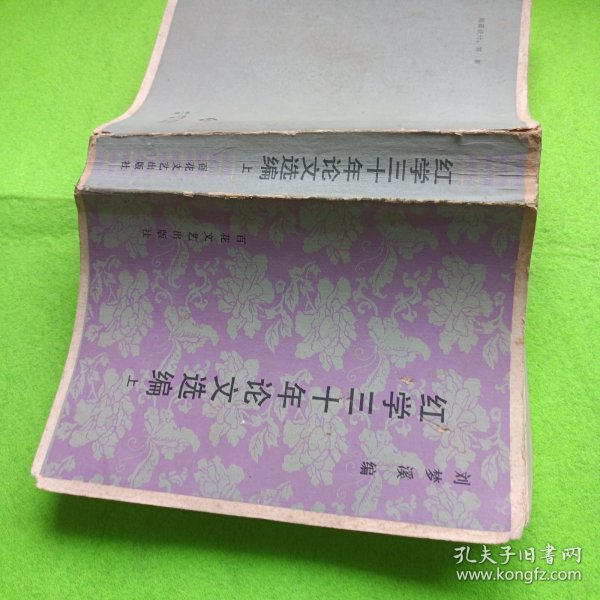 红学三十年论文选编 上
刘梦溪 编
百花文艺出版社
红学三十年论文选编 上
百花文艺出版社
孔夫子旧书网
www.kongfz.com